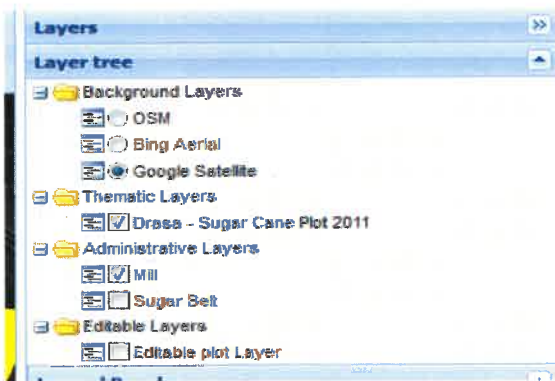 Layers
Layer tree
Background Layers
OSM
Bing Aerial
Google Satellite
Thematic Layers
Drasa - Sugar Cane Plot 2011
Administrative Layers
Mill
Sugar Belt
Editable Layers
Editable plot Layer